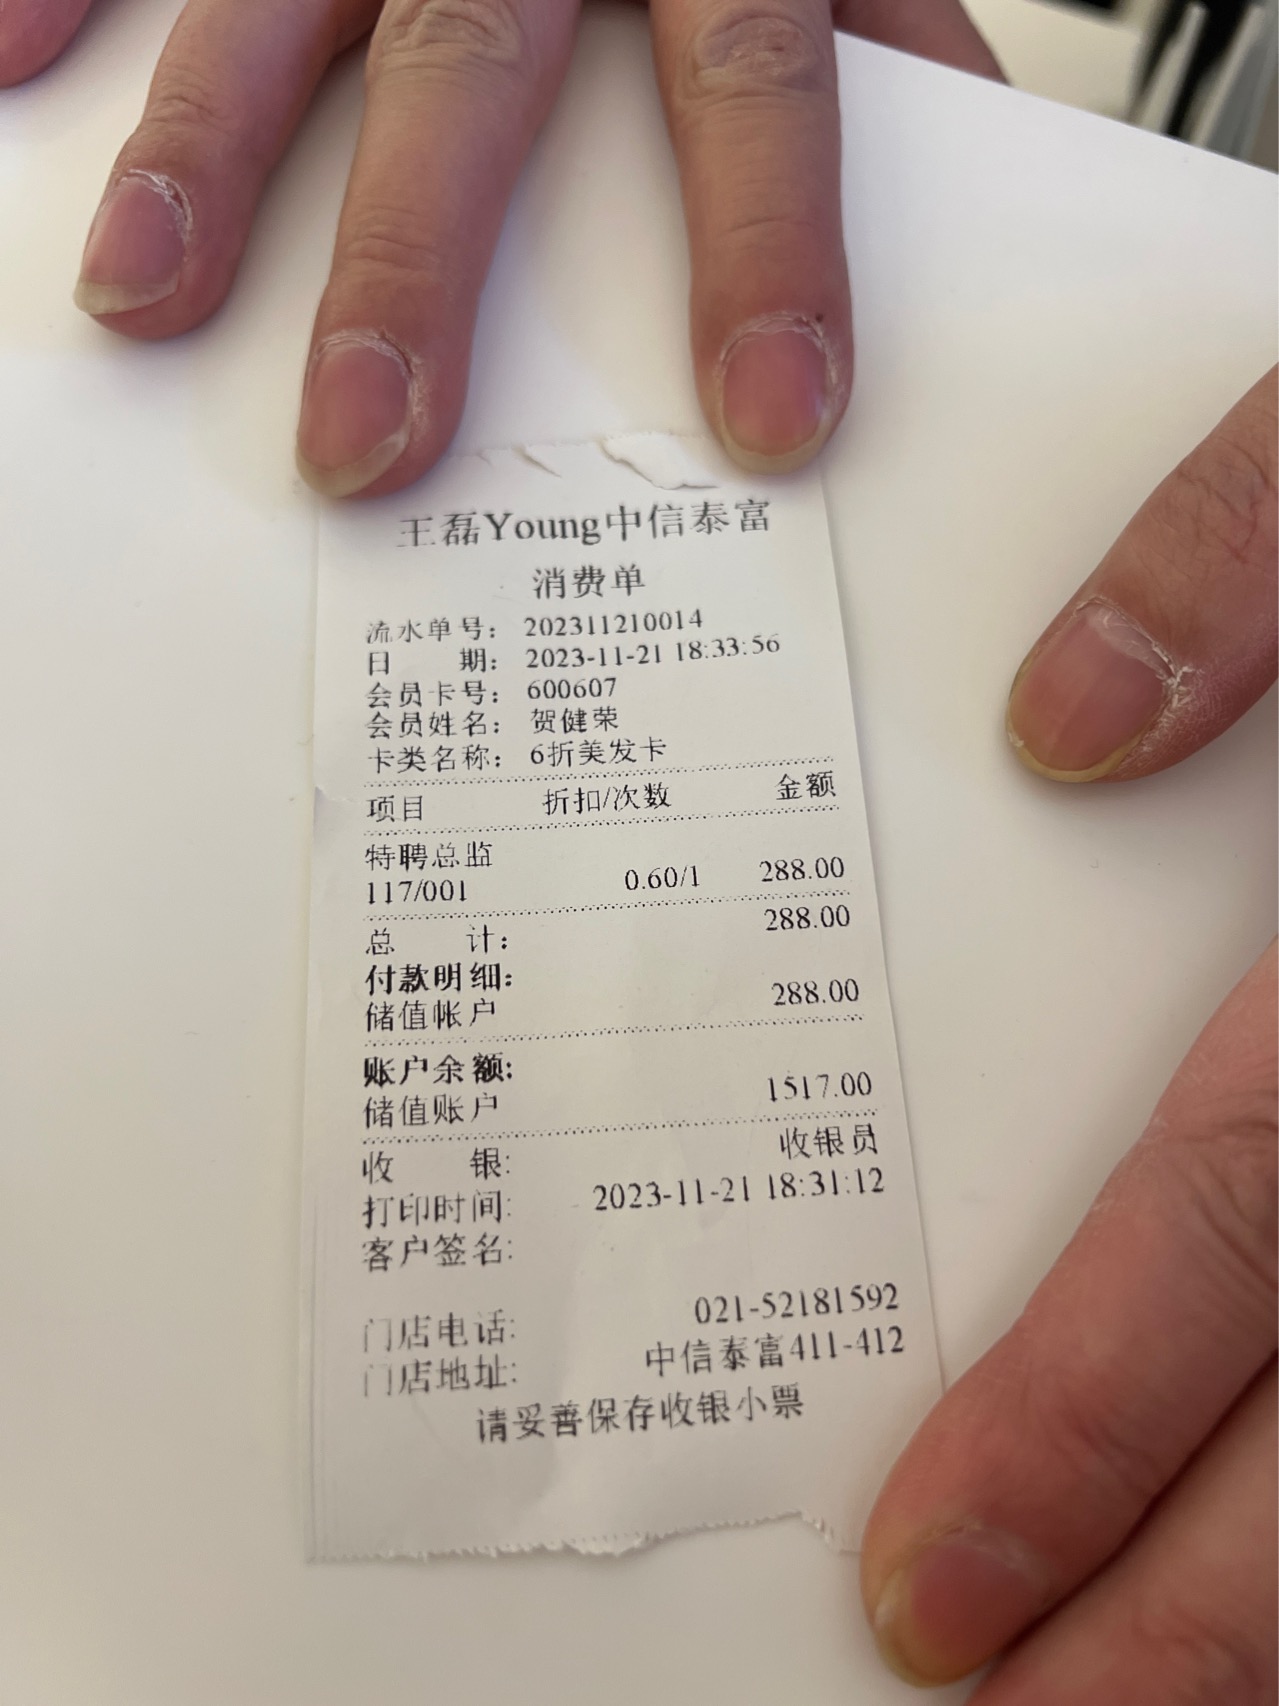 王磊Young中信泰富
消费单
流水单号： 202311210014
日 期： 2023-11-21 18:33:56
会员卡号： 600607
会员姓名： 贺健荣
卡类名称： 6折美发卡
项目 折扣/次数 金额
特聘总监
117/001 0.60/1 288.00
总 计： 288.00
付款明细:
储值帐户 288.00
账户余额:
储值账户 1517.00
收 银: 收银员
打印时间: 2023-11-21 18:31:12
客户签名:
门店电话: 021-52181592
门店地址: 中信泰富411-412
请妥善保存收银小票